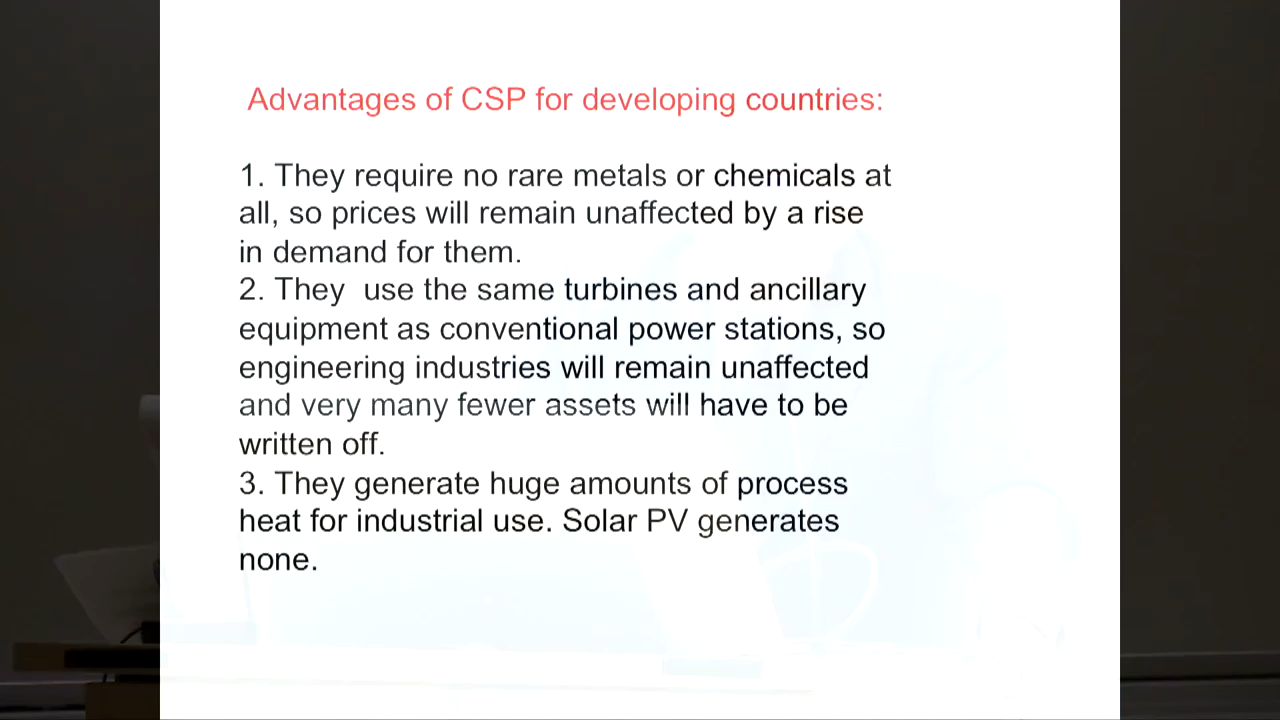 Advantages of CSP for developing countries:
1. They require no rare metals or chemicals at
all, so prices will remain unaffected by a rise
in demand for them.
2. They  use the same turbines and ancillary
equipment as conventional power stations, so
engineering industries will remain unaffected
and very many fewer assets will have to be
written off.
3. They generate huge amounts of process
heat for industrial use. Solar PV generates
none.